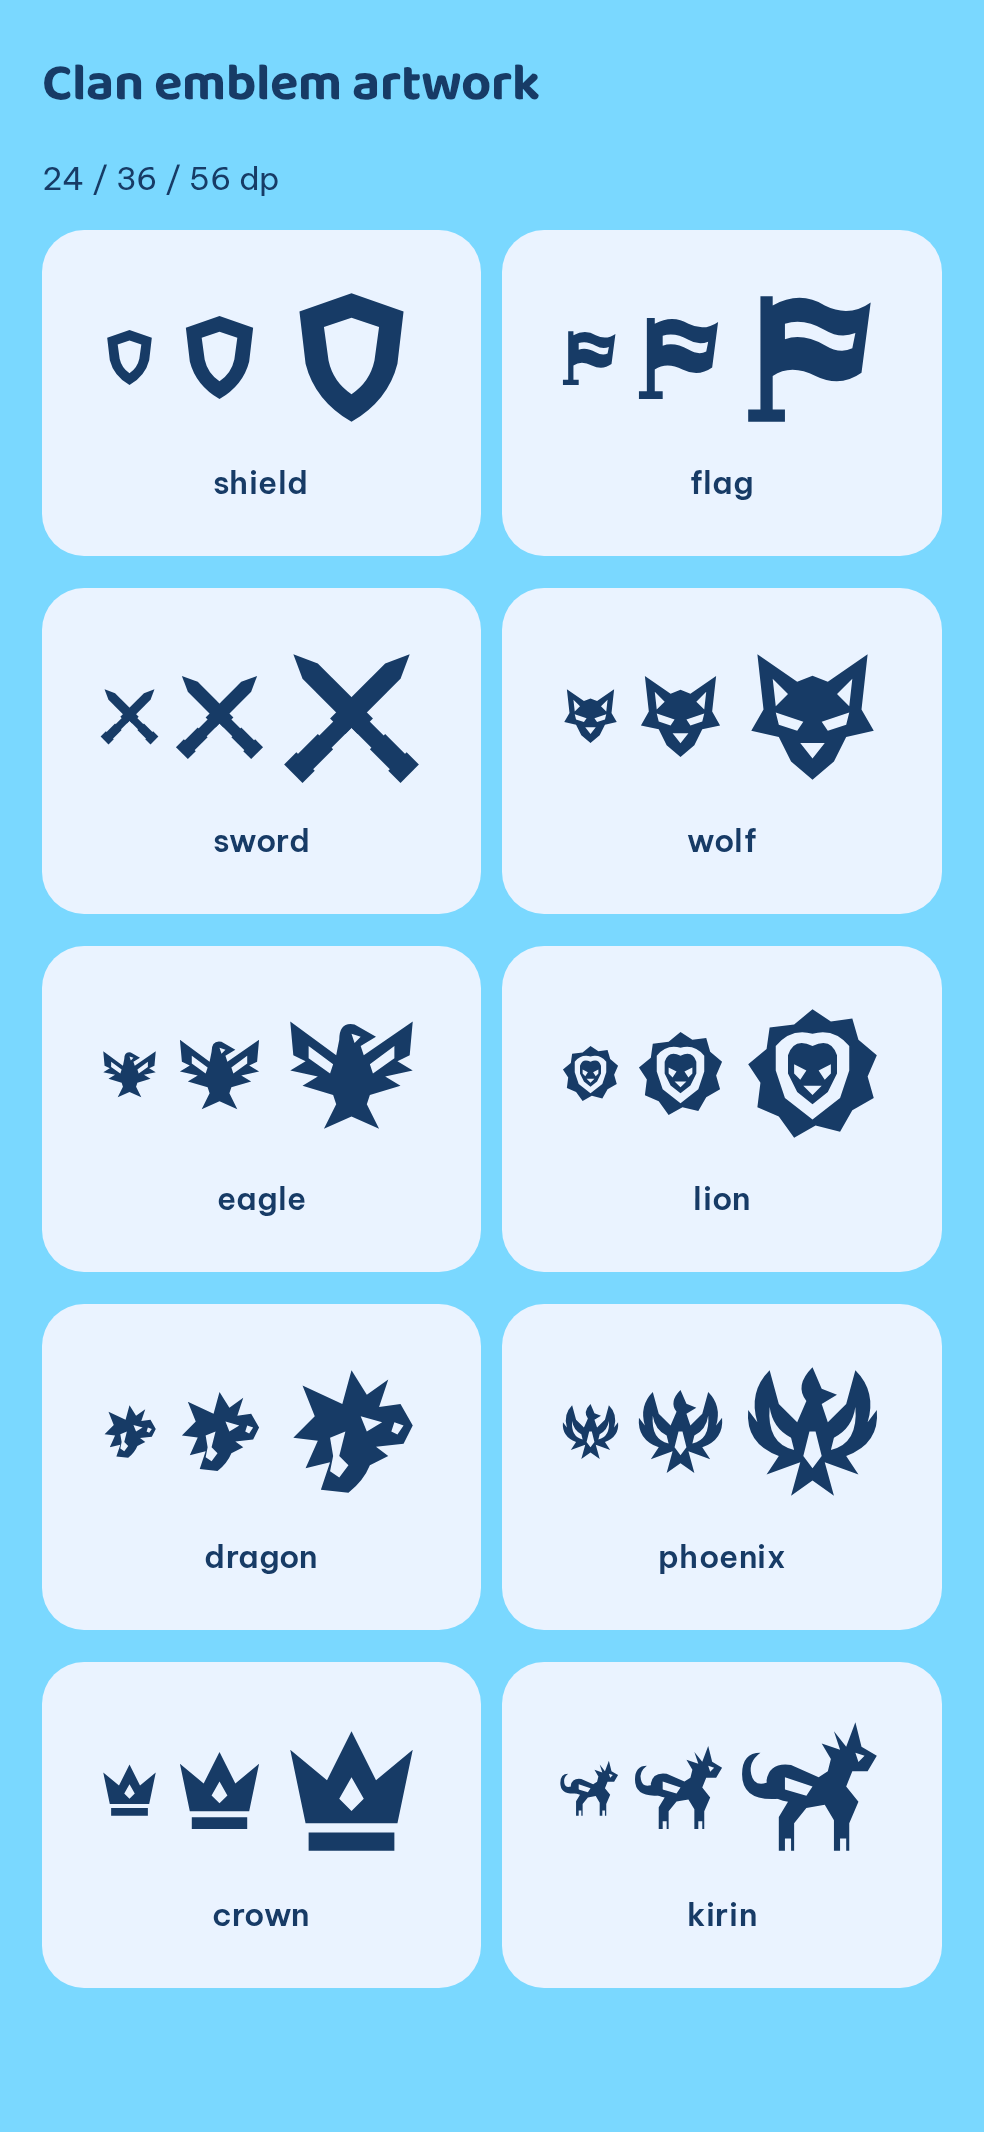 Clan emblem artwork
24 / 36 / 56 dp
shield
flag
sword
wolf
eagle
lion
dragon
phoenix
crown
kirin